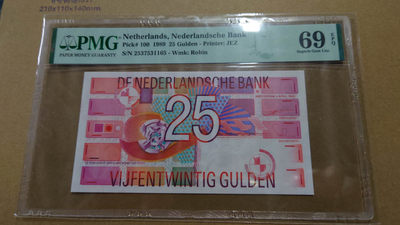 230x110x160mm
PMG
PAPER MONEY GUARANTY
Netherlands, Nederlandsche Bank
Pick# 100 1989 25 Gulden - Printer: JEZ
S/N 2537531165 - Wmk: Robin
69 EPQ
Superb Gem Unc
DE NEDERLANDSCHE BANK
25
VIJFENTWINTIG GULDEN